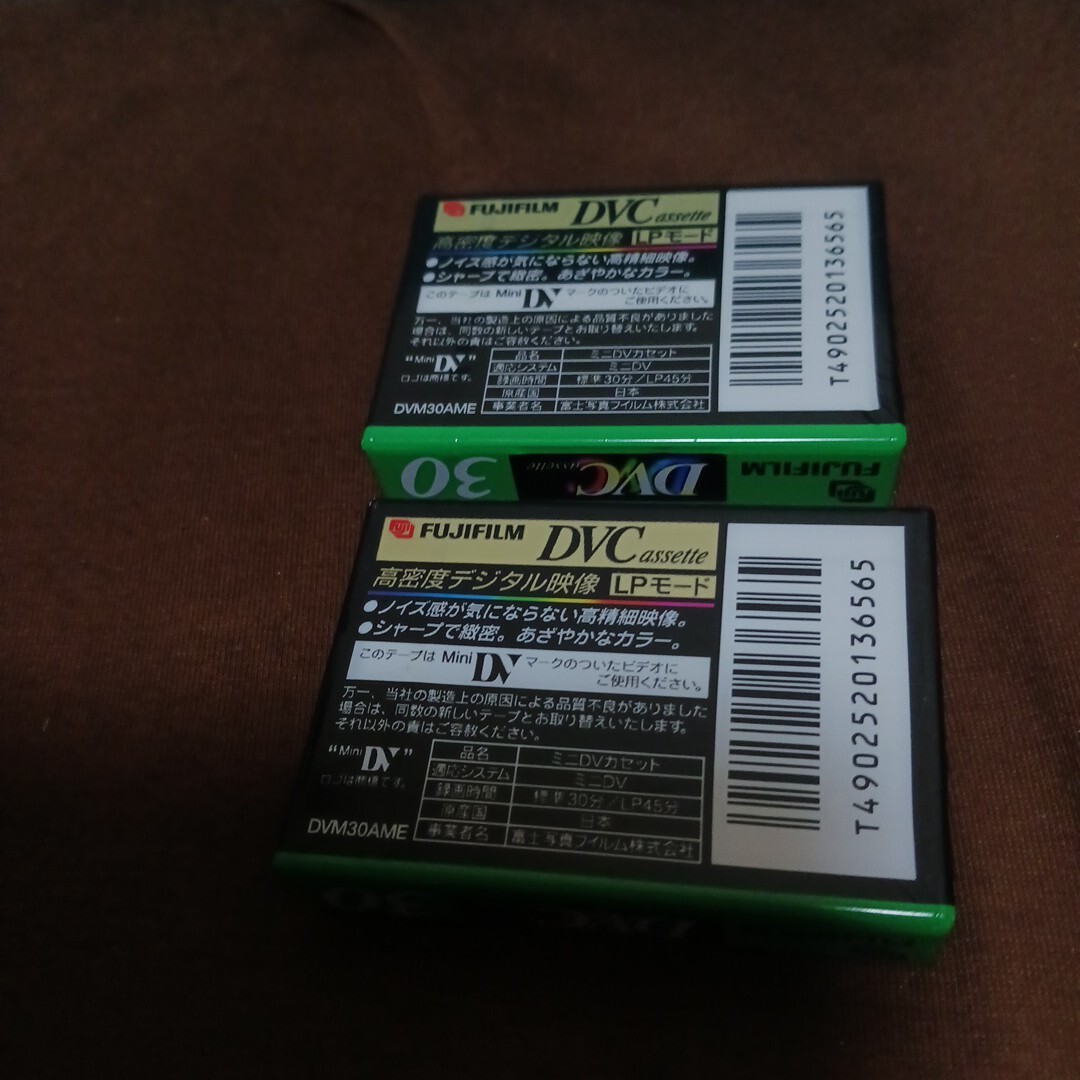 FUJIFILM DVCassette
高密度デジタル映像 LPモード
●ノイズ感が気にならない高精細映像。
●シャープで緻密。あざやかなカラー。
このテープは Mini DV マークのついたビデオに
ご使用ください。
万一、当社の製造上の原因による品質不良がありました
場合は、同数の新しいテープとお取り替えいたします。
それ以外の責はご容赦ください。
"Mini DV"
ロゴは商標です。
品名 ミニDVカセット
適応システム ミニDV
録画時間 標準30分/LP45分
原産国 日本
事業者名 富士写真フイルム株式会社
DVM30AME
T4902520136565
FUJIFILM DVCassette 30
FUJIFILM DVCassette
高密度デジタル映像 LPモード
●ノイズ感が気にならない高精細映像。
●シャープで緻密。あざやかなカラー。
このテープは Mini DV マークのついたビデオに
ご使用ください。
万一、当社の製造上の原因による品質不良がありました
場合は、同数の新しいテープとお取り替えいたします。
それ以外の責はご容赦ください。
"Mini DV"
ロゴは商標です。
品名 ミニDVカセット
適応システム ミニDV
録画時間 標準30分/LP45分
原産国 日本
事業者名 富士写真フイルム株式会社
DVM30AME
T4902520136565
DVC 30